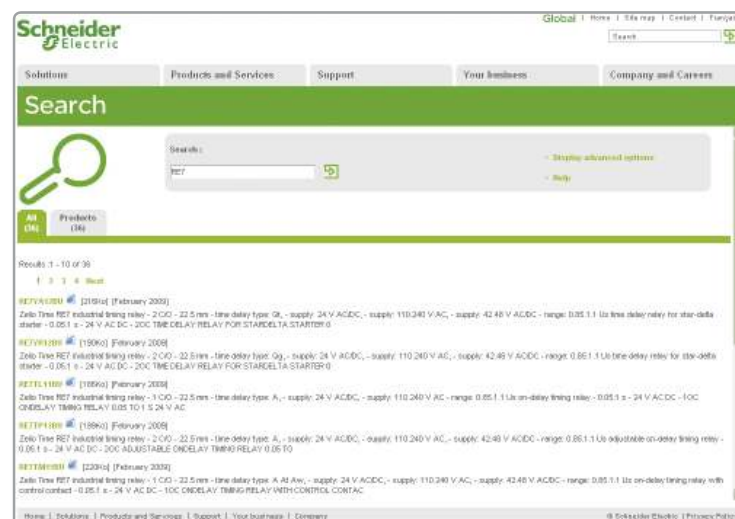 Schneider Electric
Global | Home | Site map | Contact |
Search
Solutions
Products and Services
Support
Your business
Company and Careers
Search
Search :
RE7
Display advanced options
Help
All (36)
Products (36)
Results :1 - 10 of 36
1 2 3 4 Next
[216Ko] [February 2009]
Zelio Time RE7 industrial timing relay - 2 C/O - 22.5 mm - time delay type: Qt, - supply: 24 V AC/DC, - supply: 110.240 V AC, - supply: 42.48 V AC/DC - range: 0.05.1 1 Us time delay relay for star-delta
starter - 0.05.1 s - 24 V AC DC - 2OC TIME DELAY RELAY FOR STARDELTA STARTER 0
[190Ko] [February 2009]
Zelio Time RE7 industrial timing relay - 2 C/O - 22.5 mm - time delay type: Qg, - supply: 24 V AC/DC, - supply: 110.240 V AC, - supply: 42.48 V AC/DC - range: 0.05.1 1 Us time delay relay for star-delta
starter - 0.05.1 s - 24 V AC DC - 2OC TIME DELAY RELAY FOR STARDELTA STARTER 0
RE7TL11BU [186Ko] [February 2009]
Zelio Time RE7 industrial timing relay - 1 C/O - 22.5 mm - time delay type: A, - supply: 24 V AC/DC, - supply: 110.240 V AC - range: 0.05.1 1 Us on-delay timing relay - 0.05.1 s - 24 V AC DC - 1OC
ONDELAY TIMING RELAY 0.05 TO 1 S 24 V AC
RE7TP13BU [188Ko] [February 2009]
Zelio Time RE7 industrial timing relay - 2 C/O - 22.5 mm - time delay type: A, - supply: 24 V AC/DC, - supply: 110.240 V AC, - supply: 42.48 V AC/DC - range: 0.05.1 1 Us adjustable on-delay timing relay -
0.05.1 s - 24 V AC DC - 2OC ADJUSTABLE ONDELAY TIMING RELAY 0.05 TO
[220Ko] [February 2009]
Zelio Time RE7 industrial timing relay - 1 C/O - 22.5 mm - time delay type: A At Aw, - supply: 24 V AC/DC, - supply: 110.240 V AC, - supply: 42.48 V AC/DC - range: 0.05.1 1 Us on-delay timing relay with
control contact - 0.05.1 s - 24 V AC DC - 1OC ONDELAY TIMING RELAY WITH CONTROL CONTAC
Home | Solutions | Products and Services | Support | Your business | Company
© Schneider Electric | Privacy Policy